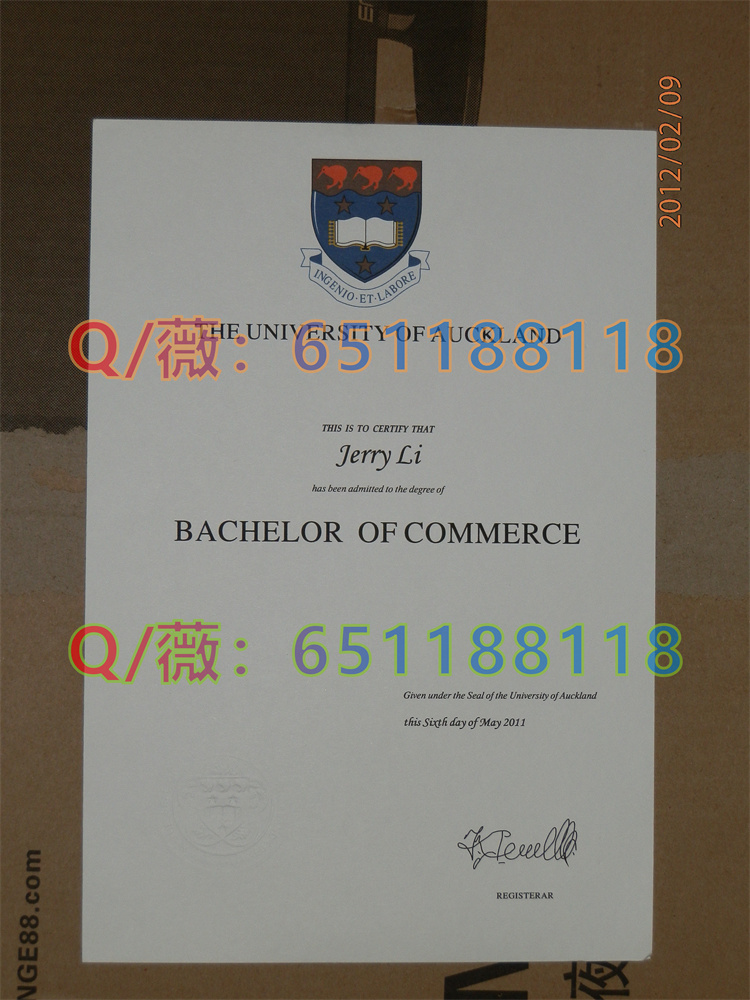 2012/02/09
INGENIO·ET·LABORE
THE UNIVERSITY OF AUCKLAND
Q/薇：651188118
THIS IS TO CERTIFY THAT
Jerry Li
has been admitted to the degree of
BACHELOR OF COMMERCE
Q/薇：651188118
Given under the Seal of the University of Auckland
this Sixth day of May 2011
REGISTERAR
NGE88.com
夜